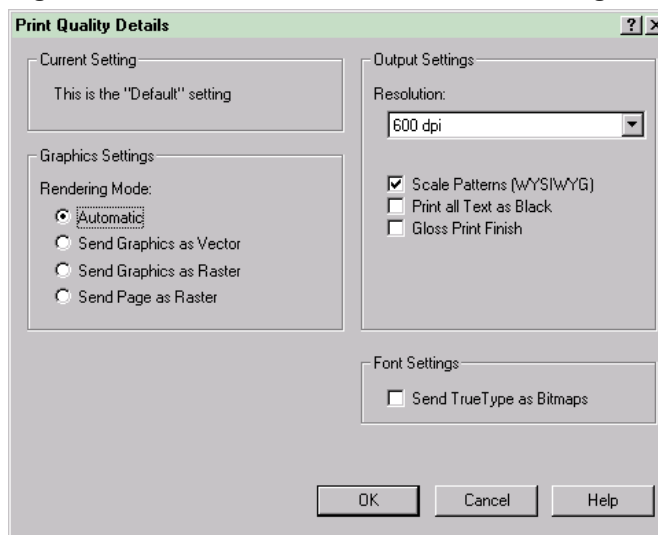 Print Quality Details
Current Setting
This is the "Default" setting
Graphics Settings
Rendering Mode:
Automatic
Send Graphics as Vector
Send Graphics as Raster
Send Page as Raster
Output Settings
Resolution:
600 dpi
Scale Patterns (WYSIWYG)
Print all Text as Black
Gloss Print Finish
Font Settings
Send TrueType as Bitmaps
OK Cancel Help